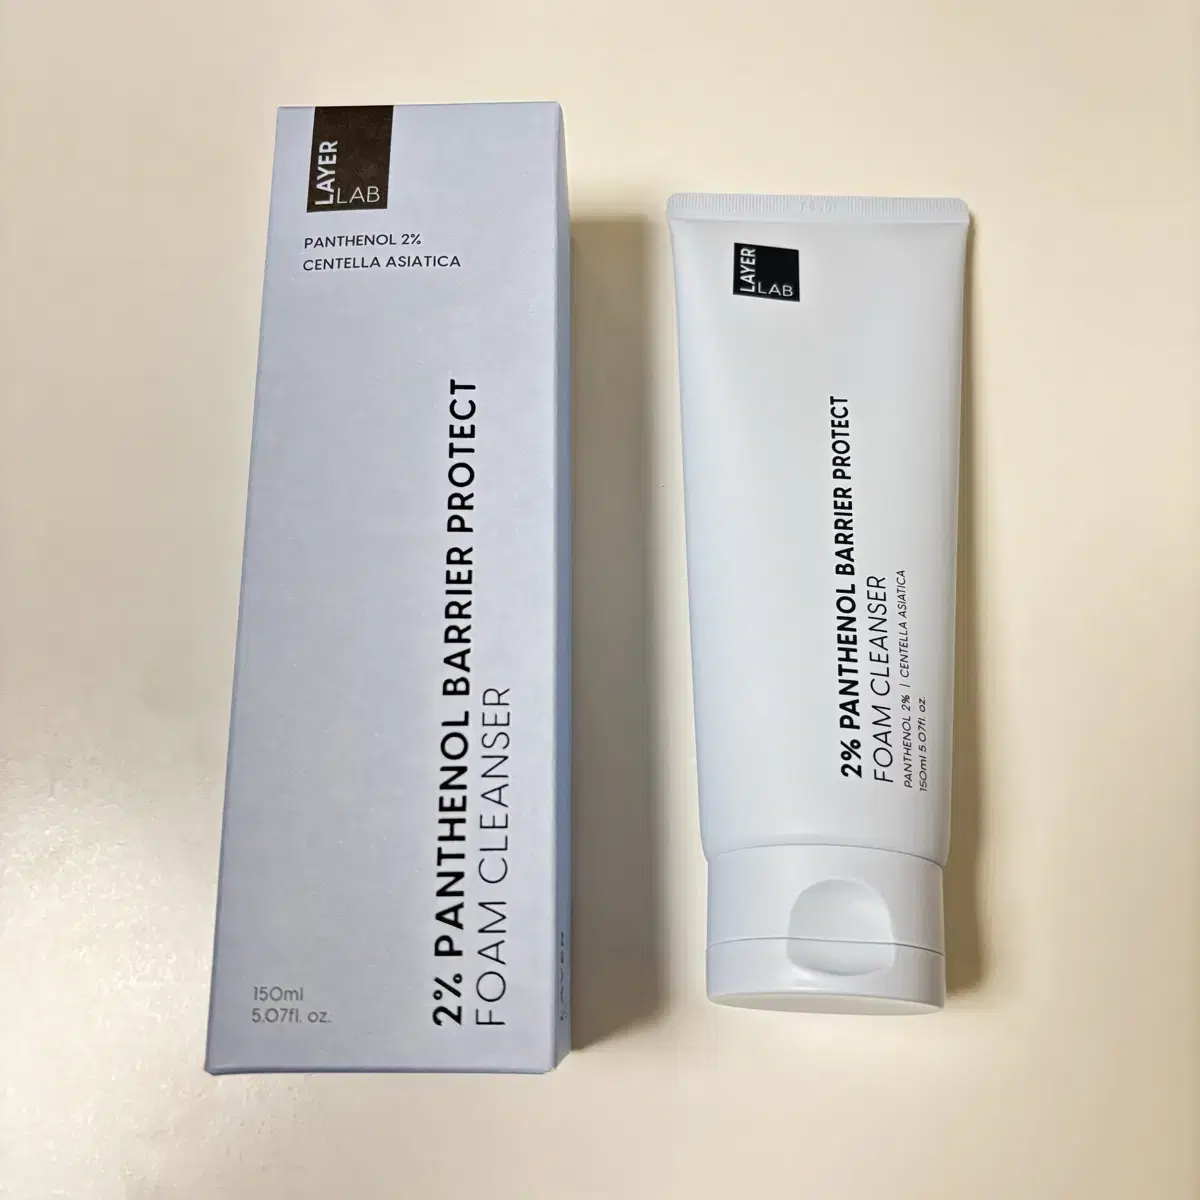 LAYER
LAB
PANTHENOL 2%
CENTELLA ASIATICA
2% PANTHENOL BARRIER PROTECT
FOAM CLEANSER
150ml
5.07fl. oz.
LAYER
LAYER
LAB
2% PANTHENOL BARRIER PROTECT
FOAM CLEANSER
PANTHENOL 2% | CENTELLA ASIATICA
150ml 5.07fl. oz.